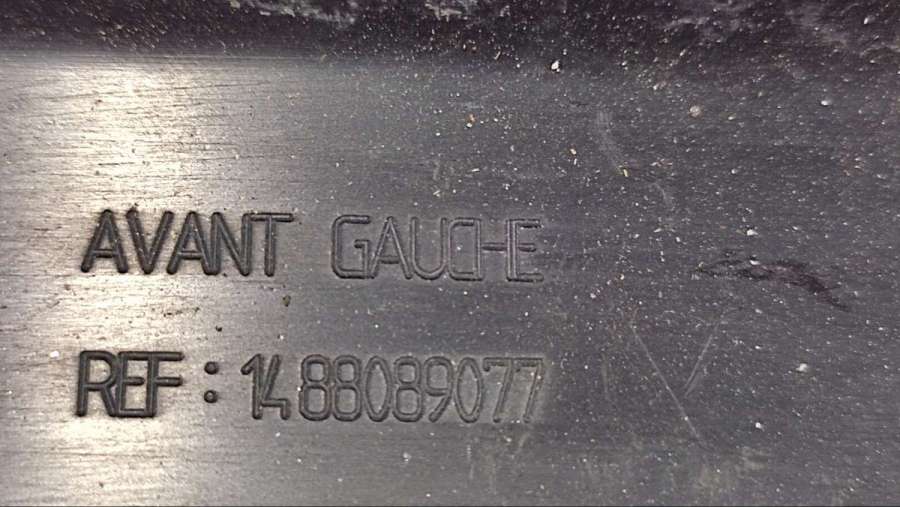 AVANT GAUCHE
REF : 1488089077